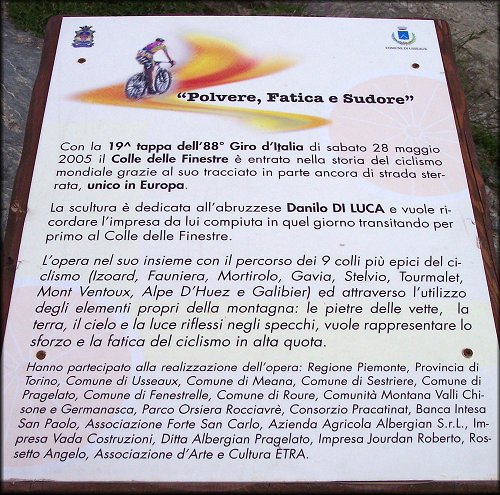 COMUNE DI USSEAUX
“Polvere, Fatica e Sudore”
Con la 19^ tappa dell'88° Giro d'Italia di sabato 28 maggio
2005 il Colle delle Finestre è entrato nella storia del ciclismo
mondiale grazie al suo tracciato in parte ancora di strada ster-
rata, unico in Europa.
La scultura è dedicata all'abruzzese Danilo DI LUCA e vuole ri-
cordare l'impresa da lui compiuta in quel giorno transitando per
primo al Colle delle Finestre.
L'opera nel suo insieme con il percorso dei 9 colli più epici del ci-
clismo (Izoard, Fauniera, Mortirolo, Gavia, Stelvio, Tourmalet,
Mont Ventoux, Alpe D'Huez e Galibier) ed attraverso l'utilizzo
degli elementi propri della montagna: le pietre delle vette, la
terra, il cielo e la luce riflessi negli specchi, vuole rappresentare lo
sforzo e la fatica del ciclismo in alta quota.
Hanno partecipato alla realizzazione dell'opera: Regione Piemonte, Provincia di
Torino, Comune di Usseaux, Comune di Meana, Comune di Sestriere, Comune di
Pragelato, Comune di Fenestrelle, Comune di Roure, Comunità Montana Valli Chi-
sone e Germanasca, Parco Orsiera Rocciavrè, Consorzio Pracatinat, Banca Intesa
San Paolo, Associazione Forte San Carlo, Azienda Agricola Albergian S.r.L., Im-
presa Vada Costruzioni, Ditta Albergian Pragelato, Impresa Jourdan Roberto, Ros-
setto Angelo, Associazione d'Arte e Cultura ÈTRA.